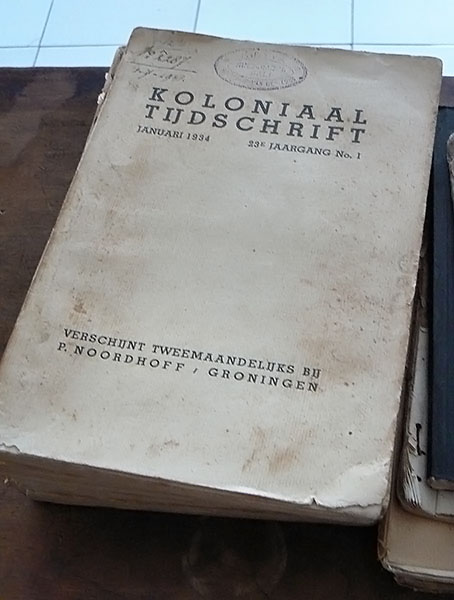 KOLONIAAL
TIJDSCHRIFT
JANUARI 1934 23E JAARGANG No. 1
VERSCHIJNT TWEEMAANDELIJKS BIJ
P. NOORDHOFF / GRONINGEN